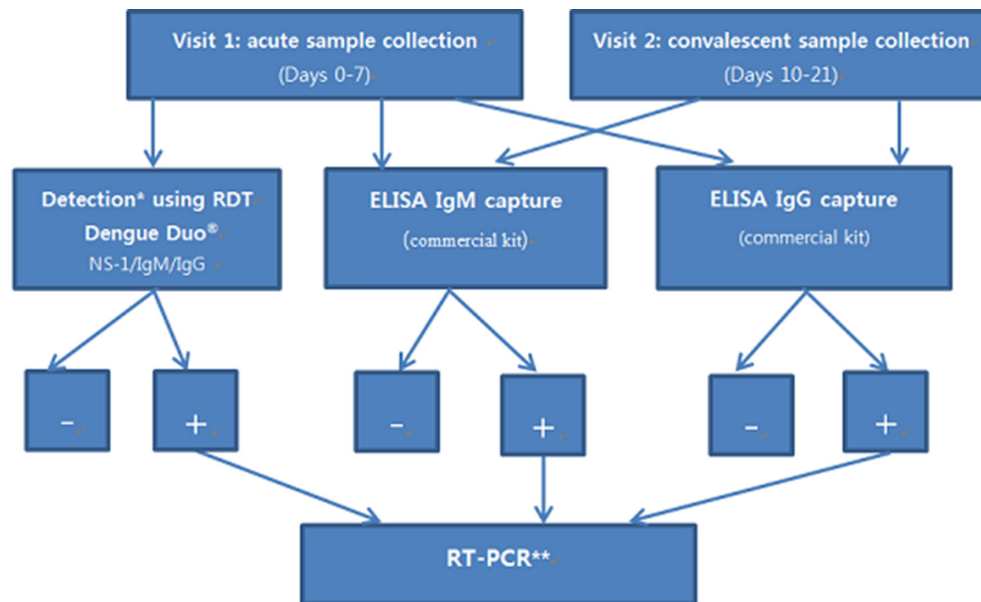 Visit 1: acute sample collection
(Days 0-7)
Visit 2: convalescent sample collection
(Days 10-21)
Detection* using RDT
Dengue Duo®
NS-1/IgM/IgG
ELISA IgM capture
(commercial kit)
ELISA IgG capture
(commercial kit)
-
+
-
+
-
+
RT-PCR**